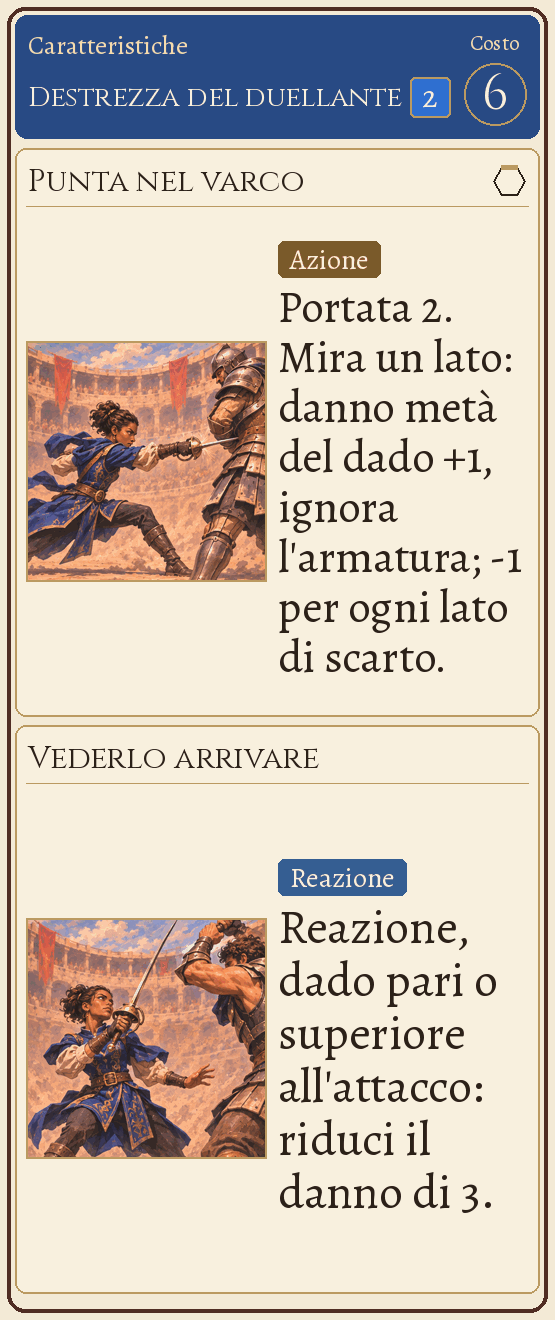 Caratteristiche
Costo
Destrezza del duellante 2 6
Punta nel varco
Azione
Portata 2.
Mira un lato:
danno metà
del dado +1,
ignora
l'armatura; -1
per ogni lato
di scarto.
Vederlo arrivare
Reazione
Reazione,
dado pari o
superiore
all'attacco:
riduci il
danno di 3.